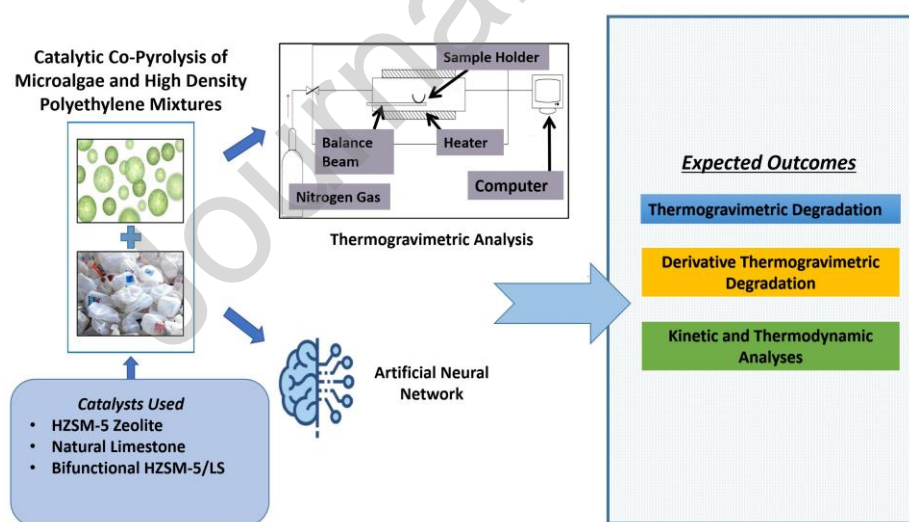 Catalytic Co-Pyrolysis of
Microalgae and High Density
Polyethylene Mixtures
Sample Holder
Balance
Beam
Heater
Nitrogen Gas
Computer
Thermogravimetric Analysis
Artificial Neural
Network
Catalysts Used
• HZSM-5 Zeolite
• Natural Limestone
• Bifunctional HZSM-5/LS
Expected Outcomes
Thermogravimetric Degradation
Derivative Thermogravimetric
Degradation
Kinetic and Thermodynamic
Analyses
Journal